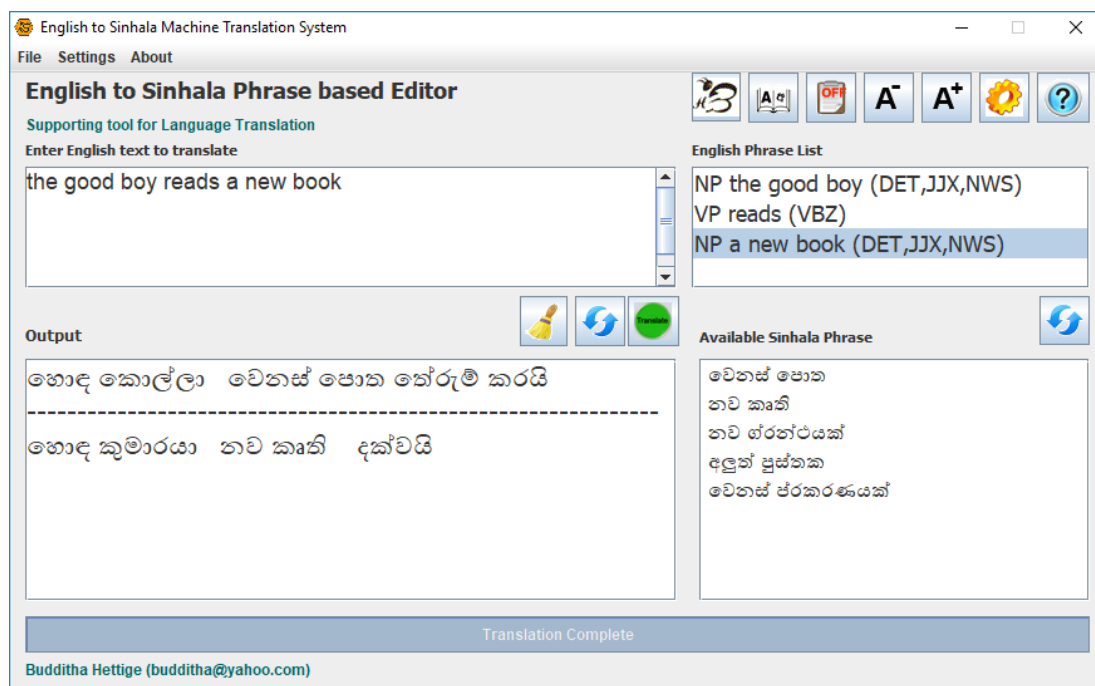 English to Sinhala Machine Translation System
File Settings About
English to Sinhala Phrase based Editor
A
OFF
A-
A+
?
Supporting tool for Language Translation
Enter English text to translate
English Phrase List
the good boy reads a new book
NP the good boy (DET,JJX,NWS)
VP reads (VBZ)
NP a new book (DET,JJX,NWS)
Translate
Output
Available Sinhala Phrase
හොඳ කොල්ලා වෙනස් පොත තේරුම් කරයි
-----------------------------------------------------------------
හොඳ කුමාරයා නව කෘති දක්වයි
වෙනස් පොත
නව කෘති
නව ග්රන්ථයක්
අලුත් පුස්තක
වෙනස් ප්රකරණයක්
Translation Complete
Budditha Hettige (budditha@yahoo.com)